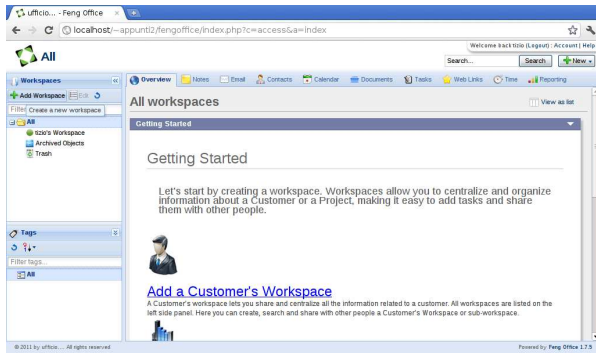 ufficio... - Feng Office
localhost/~appunti2/fengoffice/index.php?c=access&a=index
Welcome back tizio (Logout) : Account | Help
All
Search...
Search
New
Workspaces
Overview
Notes
Email
Contacts
Calendar
Documents
Tasks
Web Links
Time
Reporting
Add Workspace
Edit
Create a new workspace
All
tizio's Workspace
Archived Objects
Trash
All workspaces
View as list
Getting Started
Getting Started
Let's start by creating a workspace. Workspaces allow you to centralize and organize
information about a Customer or a Project, making it easy to add tasks and share
them with other people.
Tags
Filter tags...
All
Add a Customer's Workspace
A Customer's workspace lets you share and centralize all the information related to a customer. All workspaces are listed on the
left side panel. Here you can create, search and share with other people a Customer's Workspace or sub-workspace.
© 2011 by ufficio.... All rights reserved
Powered by Feng Office 1.7.5